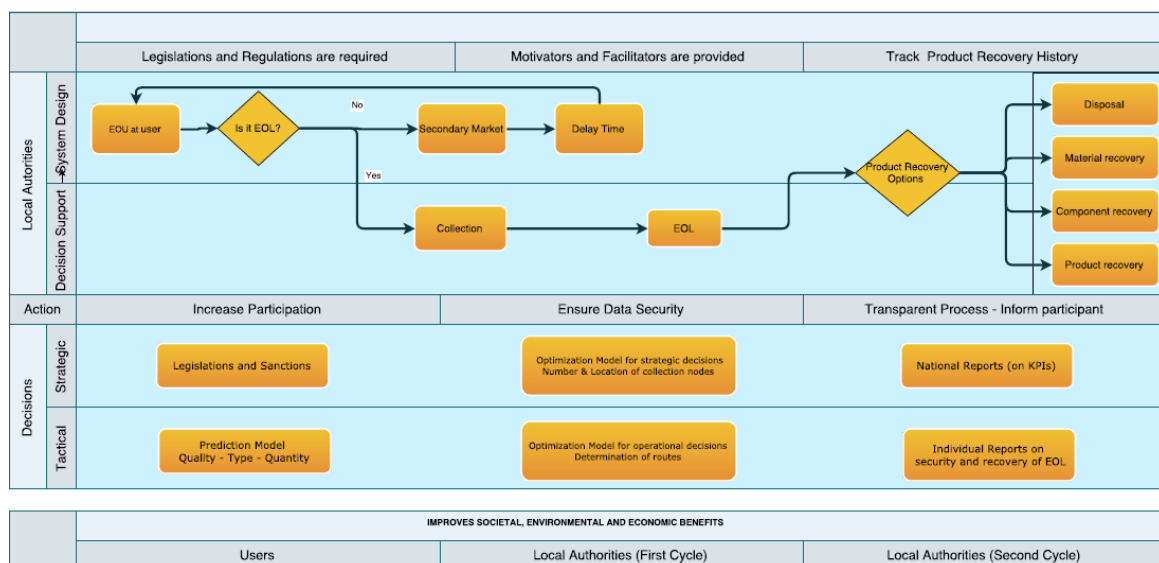 Legislations and Regulations are required
Motivators and Facilitators are provided
Track Product Recovery History
Local Autorities
System Design
Decision Support
EOU at user
Is it EOL?
No
Secondary Market
Delay Time
Yes
Collection
EOL
Product Recovery
Options
Disposal
Material recovery
Component recovery
Product recovery
Action
Increase Participation
Ensure Data Security
Transparent Process - Inform participant
Decisions
Strategic
Legislations and Sanctions
Optimization Model for strategic decisions
Number & Location of collection nodes
National Reports (on KPIs)
Tactical
Prediction Model
Quality - Type - Quantity
Optimization Model for operational decisions
Determination of routes
Individual Reports on
security and recovery of EOL
IMPROVES SOCIETAL, ENVIRONMENTAL AND ECONOMIC BENEFITS
Users
Local Authorities (First Cycle)
Local Authorities (Second Cycle)